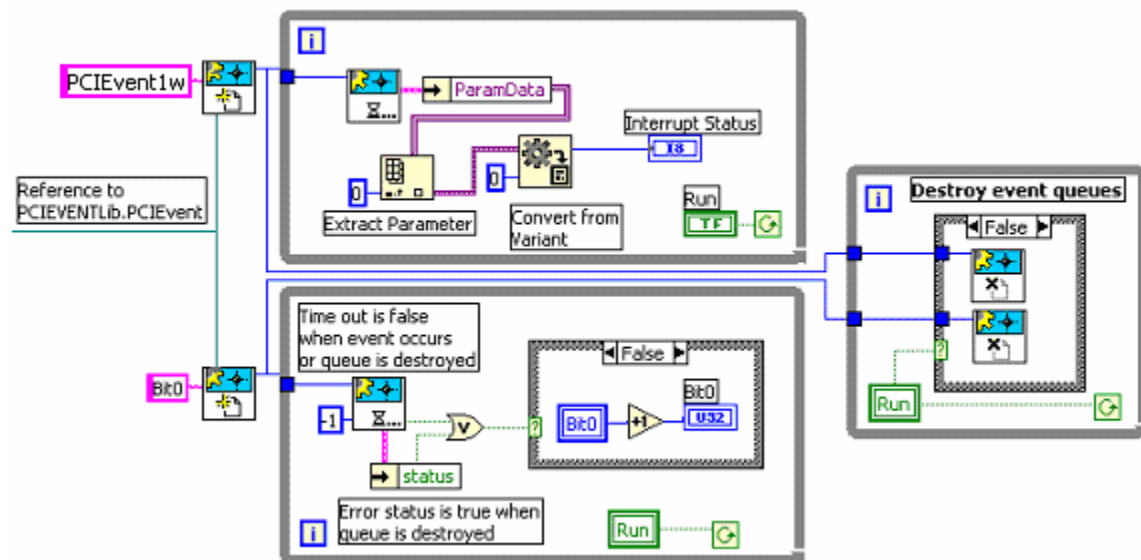 i
PCIEvent1w
ParamData
Interrupt Status
I8
0
0
Extract Parameter
Convert from
Variant
Run
TF
Reference to
PCIEVENTLib.PCIEvent
i
Destroy event queues
False
?
Run
Time out is false
when event occurs
or queue is destroyed
False
Bit0
-1
V
?
Bit0
+1
Bit0
U32
status
i
Error status is true when
queue is destroyed
Run